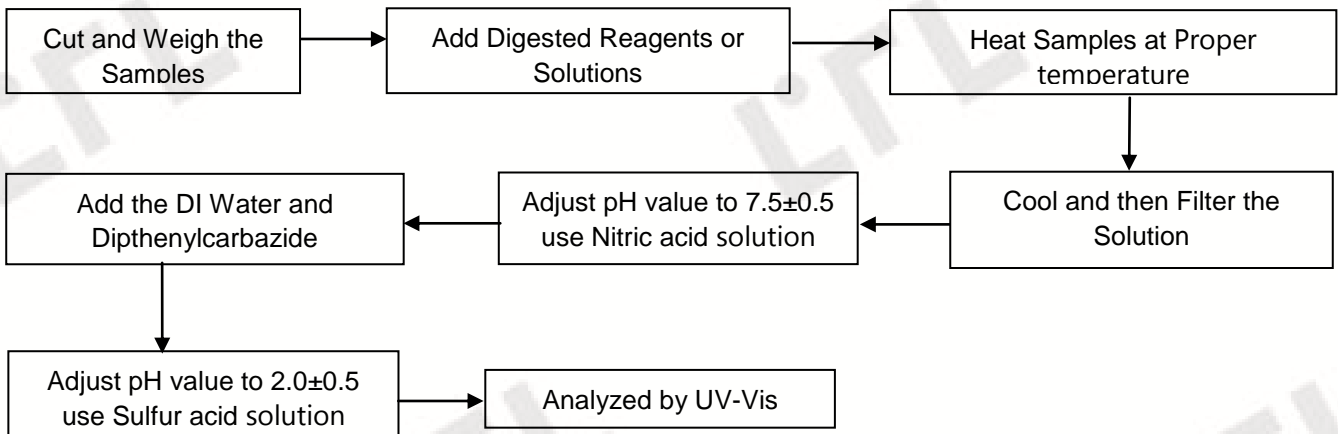 Cut and Weigh the
Samples
Add Digested Reagents or
Solutions
Heat Samples at Proper
temperature
Cool and then Filter the
Solution
Adjust pH value to 7.5±0.5
use Nitric acid solution
Add the DI Water and
Dipthenylcarbazide
Adjust pH value to 2.0±0.5
use Sulfur acid solution
Analyzed by UV-Vis